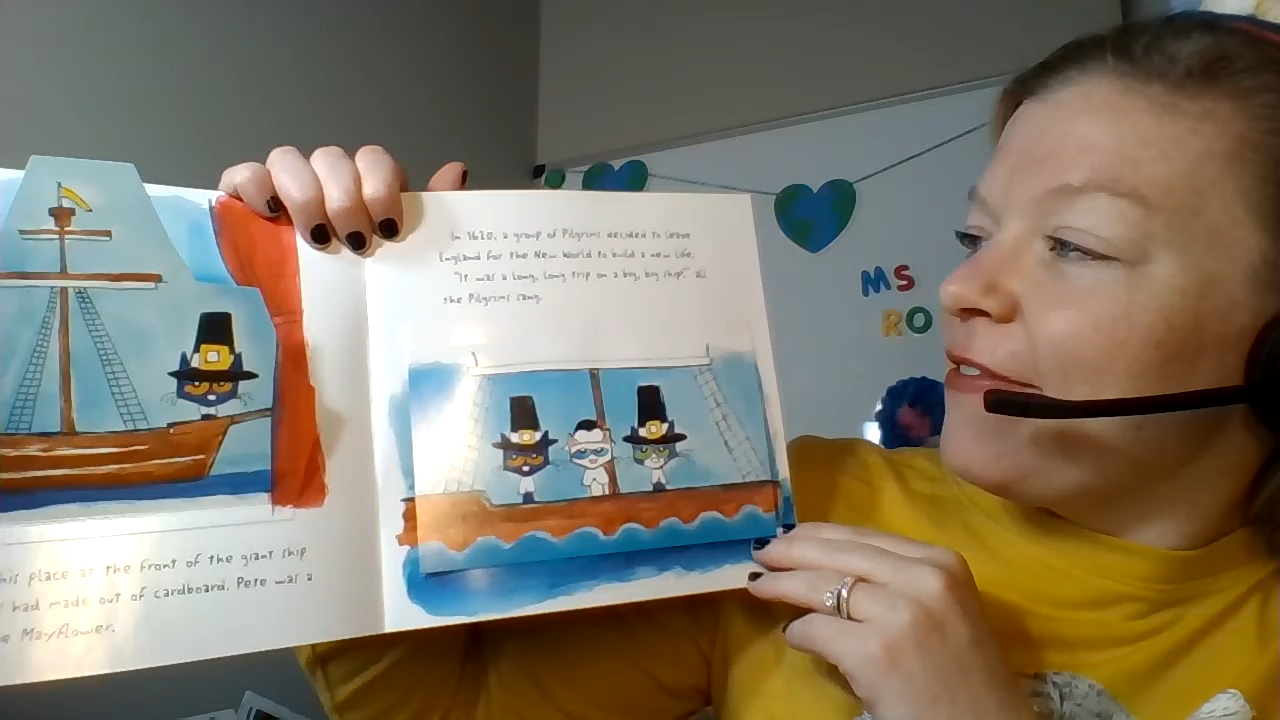 his place at the front of the giant ship
had made out of cardboard. Pete was a
Mayflower.
In 1620, a group of Pilgrims decided to leave
England for the New World to build a new life.
"It was a long, long trip on a big, big ship!" all
the Pilgrims sang.
MS
RO